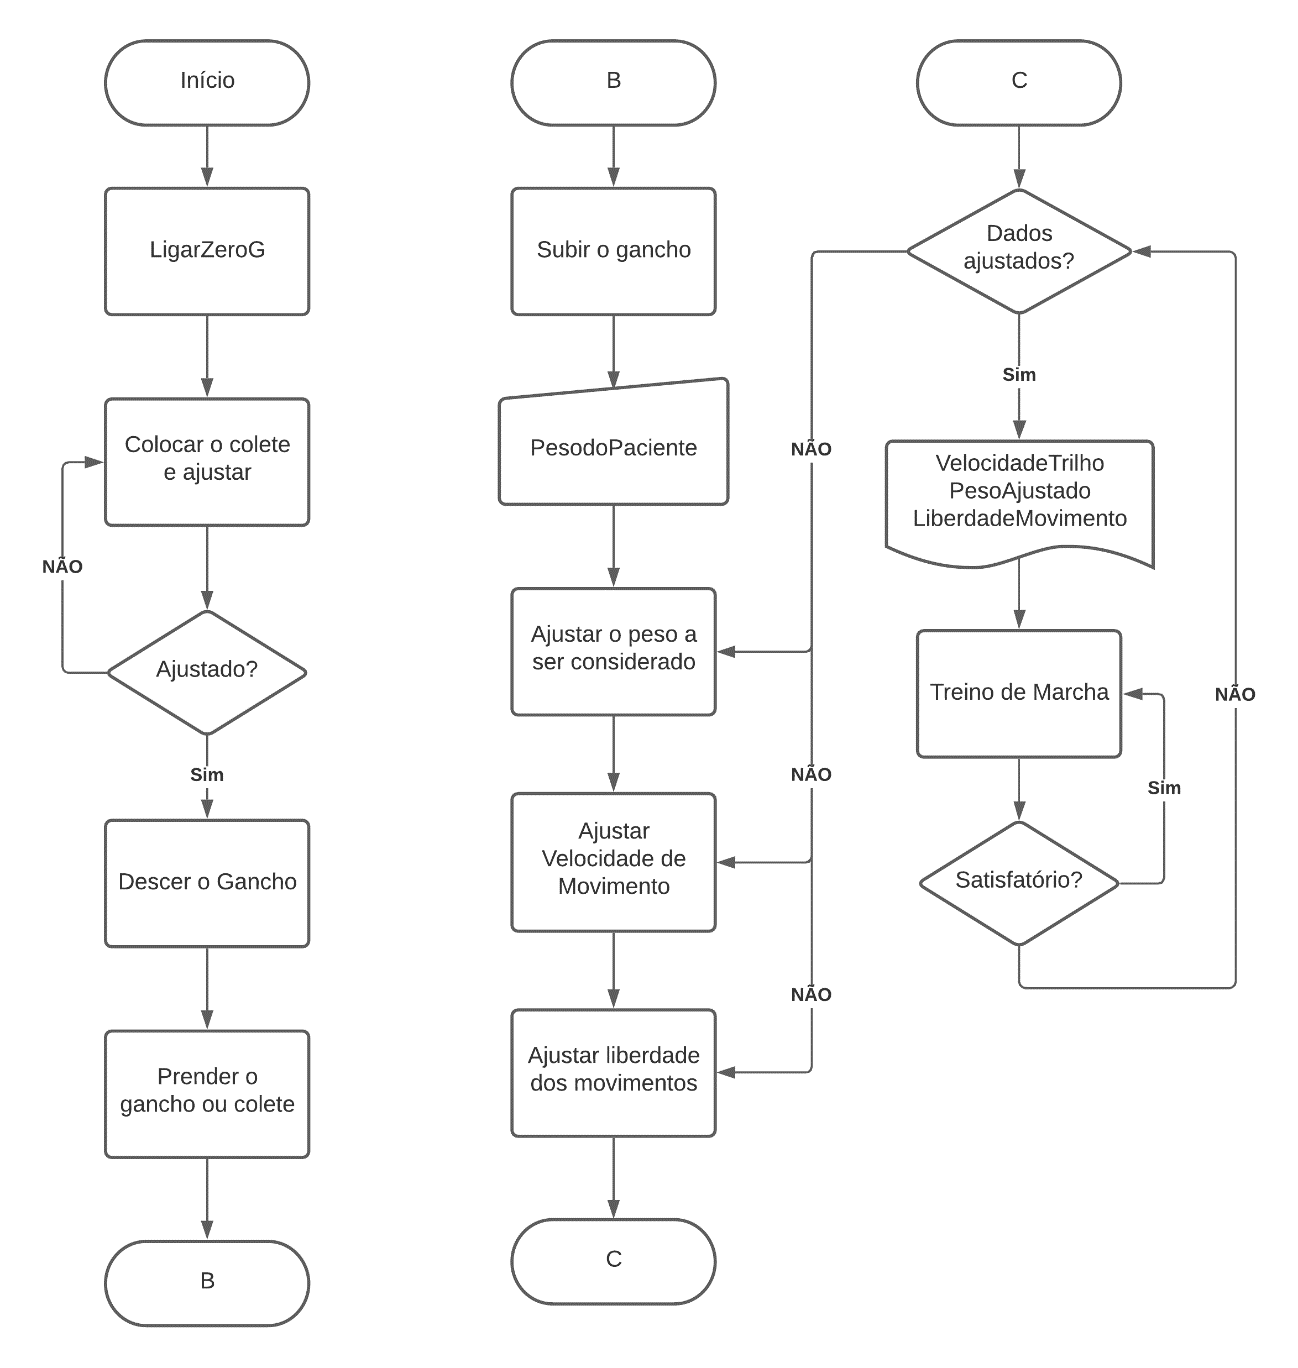 Início
LigarZeroG
Colocar o colete
e ajustar
NÃO
Ajustado?
Sim
Descer o Gancho
Prender o
gancho ou colete
B
B
Subir o gancho
PesodoPaciente
Ajustar o peso a
ser considerado
Ajustar
Velocidade de
Movimento
Ajustar liberdade
dos movimentos
C
NÃO
NÃO
NÃO
C
Dados
ajustados?
Sim
VelocidadeTrilho
PesoAjustado
LiberdadeMovimento
Treino de Marcha
Sim
Satisfatório?
NÃO